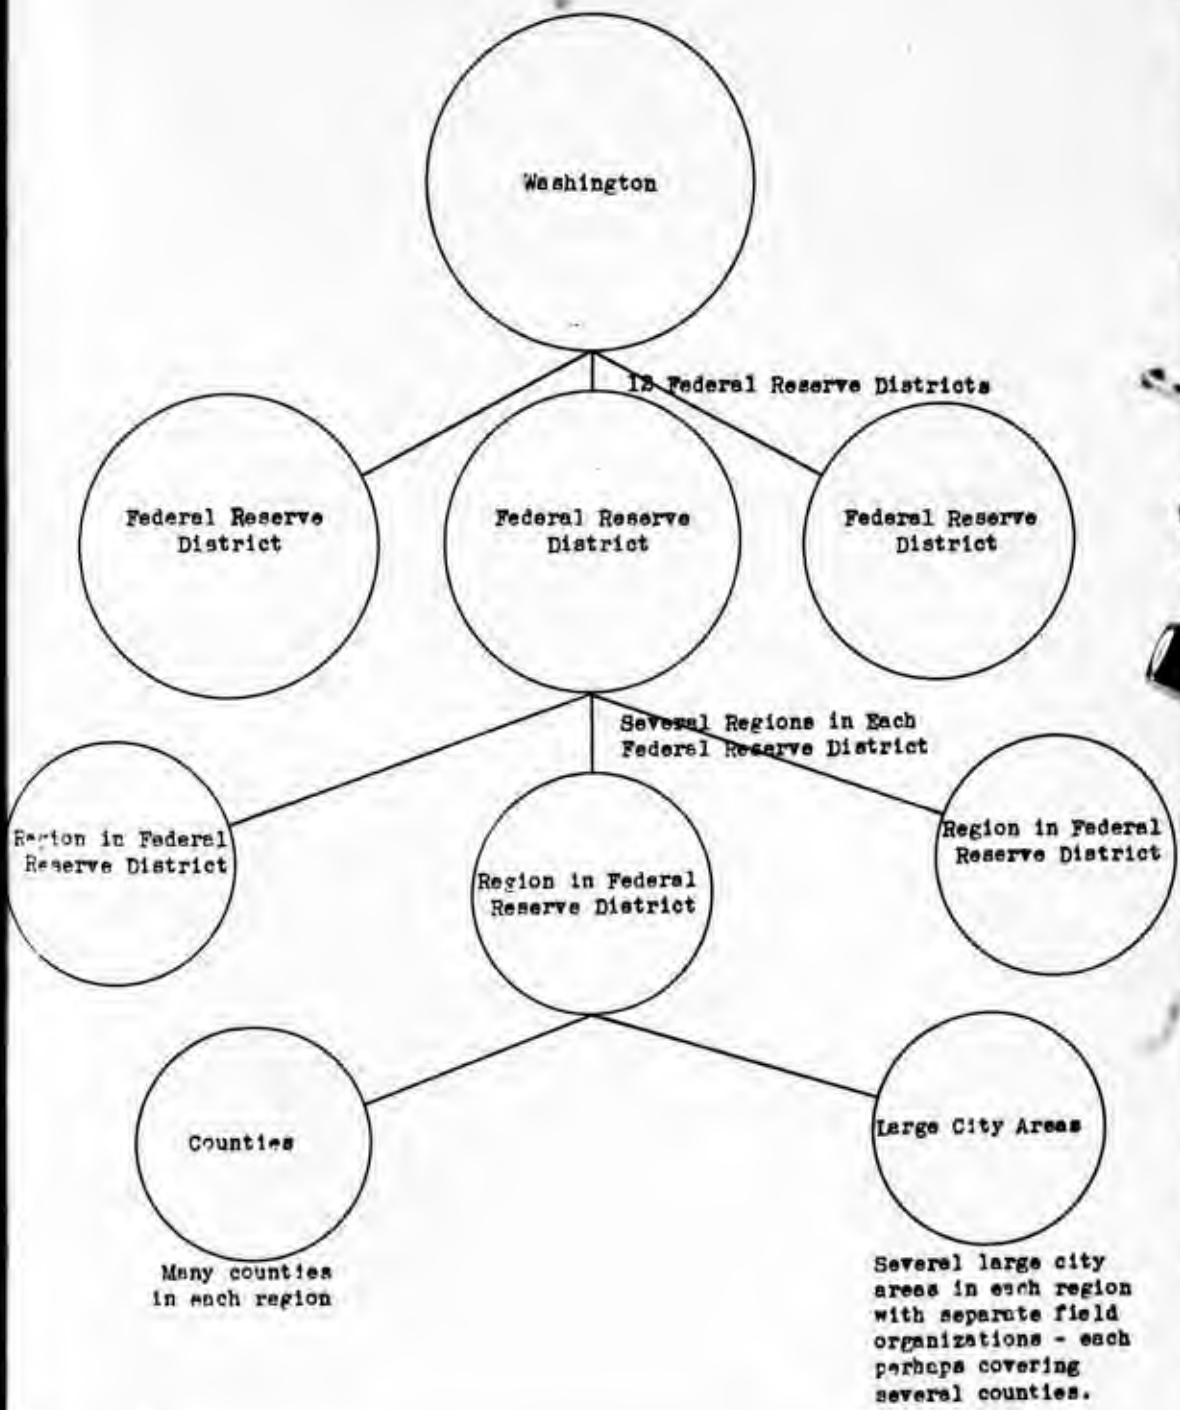 Washington
12 Federal Reserve Districts
Federal Reserve
District
Federal Reserve
District
Federal Reserve
District
Several Regions in Each
Federal Reserve District
Region in Federal
Reserve District
Region in Federal
Reserve District
Region in Federal
Reserve District
Counties
Large City Areas
Many counties
in each region
Several large city
areas in each region
with separate field
organizations - each
perhaps covering
several counties.